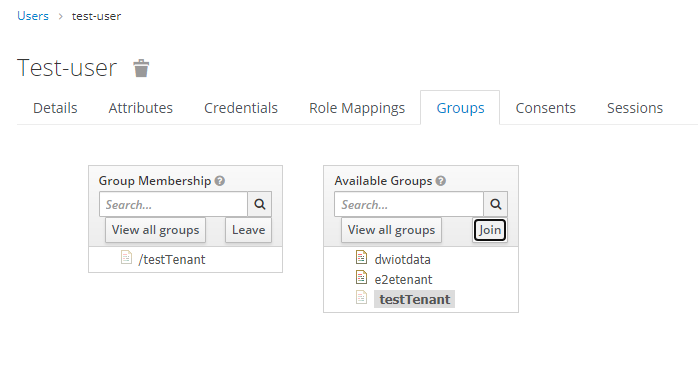 Users > test-user
Test-user
Details Attributes Credentials Role Mappings Groups Consents Sessions
Group Membership ?
Search...
View all groups Leave
/testTenant
Available Groups ?
Search...
View all groups Join
dwiotdata
e2etenant
testTenant